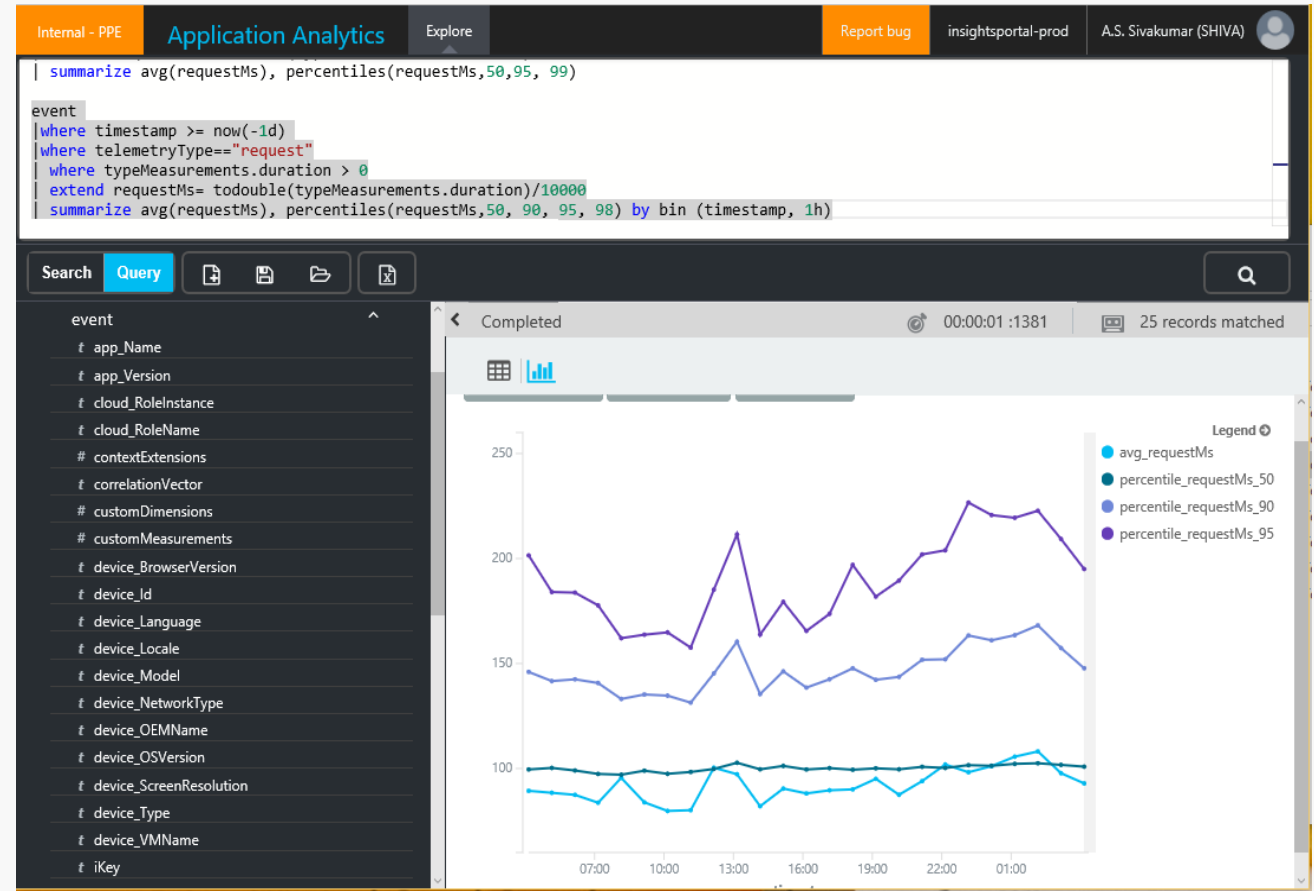 Internal - PPE
Application Analytics
Explore
Report bug
insightsportal-prod
A.S. Sivakumar (SHIVA)
| summarize avg(requestMs), percentiles(requestMs,50,95, 99)
event
|where timestamp >= now(-1d)
|where telemetryType=="request"
| where typeMeasurements.duration > 0
| extend requestMs= todouble(typeMeasurements.duration)/10000
| summarize avg(requestMs), percentiles(requestMs,50, 90, 95, 98) by bin (timestamp, 1h)
Search
Query
event
t app_Name
t app_Version
t cloud_RoleInstance
t cloud_RoleName
# contextExtensions
t correlationVector
# customDimensions
# customMeasurements
t device_BrowserVersion
t device_Id
t device_Language
t device_Locale
t device_Model
t device_NetworkType
t device_OEMName
t device_OSVersion
t device_ScreenResolution
t device_Type
t device_VMName
t iKey
Completed
00:00:01 :1381
25 records matched
Legend
avg_requestMs
percentile_requestMs_50
percentile_requestMs_90
percentile_requestMs_95
250
200
150
100
07:00 10:00 13:00 16:00 19:00 22:00 01:00